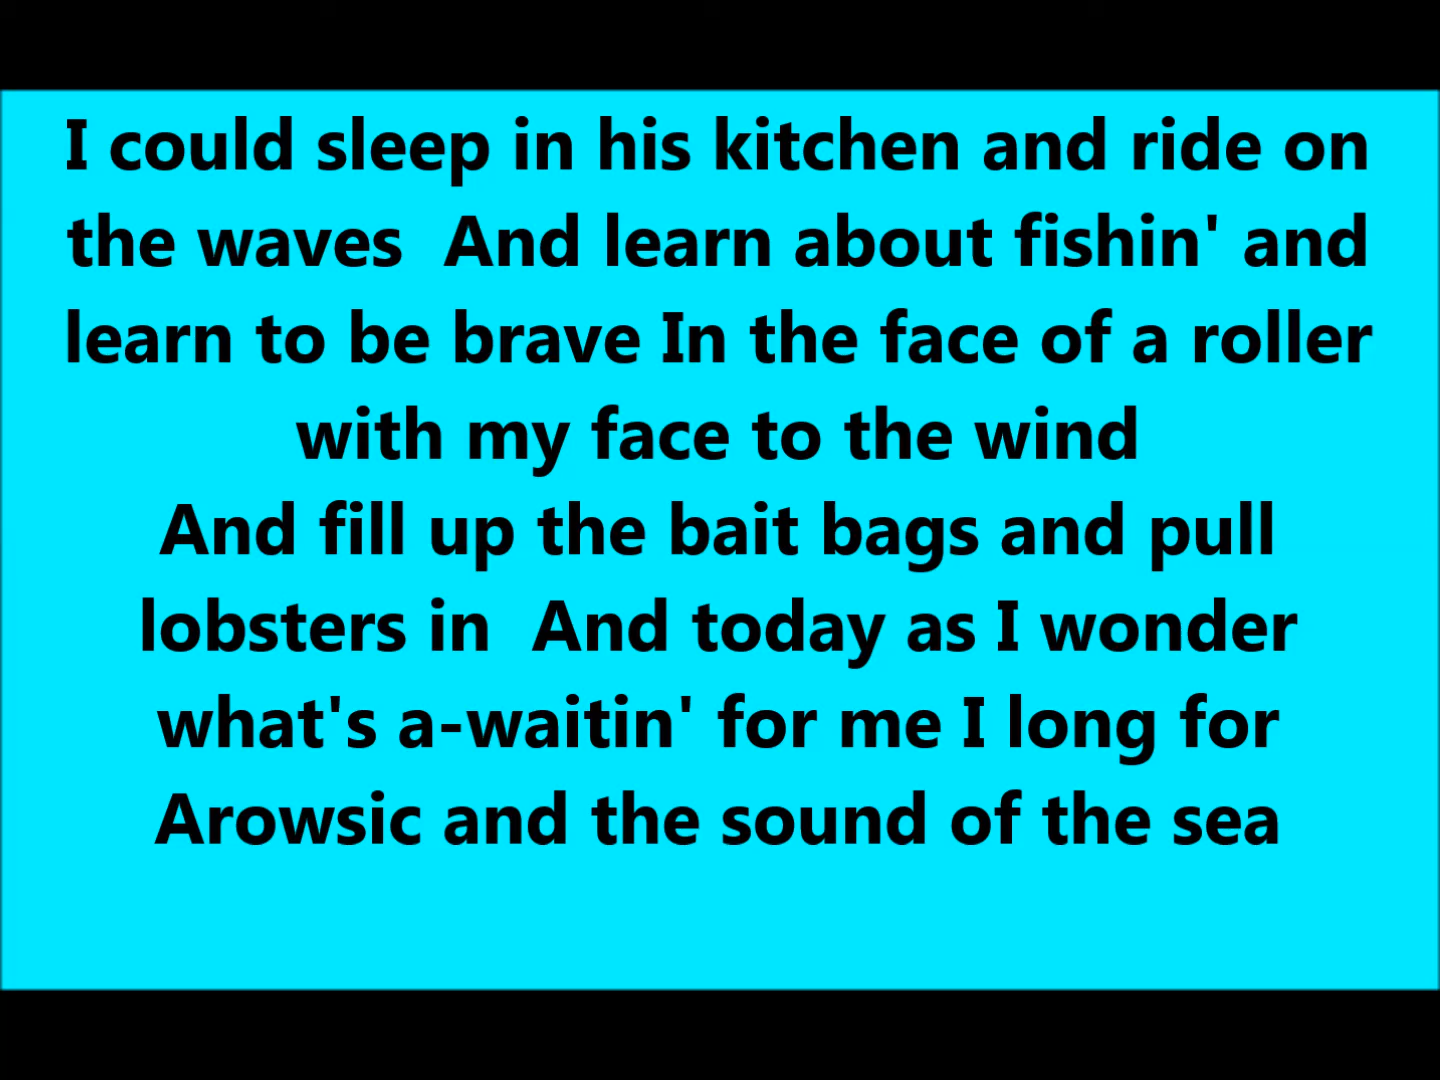 I could sleep in his kitchen and ride on
the waves  And learn about fishin' and
learn to be brave In the face of a roller
with my face to the wind
And fill up the bait bags and pull
lobsters in  And today as I wonder
what's a-waitin' for me I long for
Arowsic and the sound of the sea